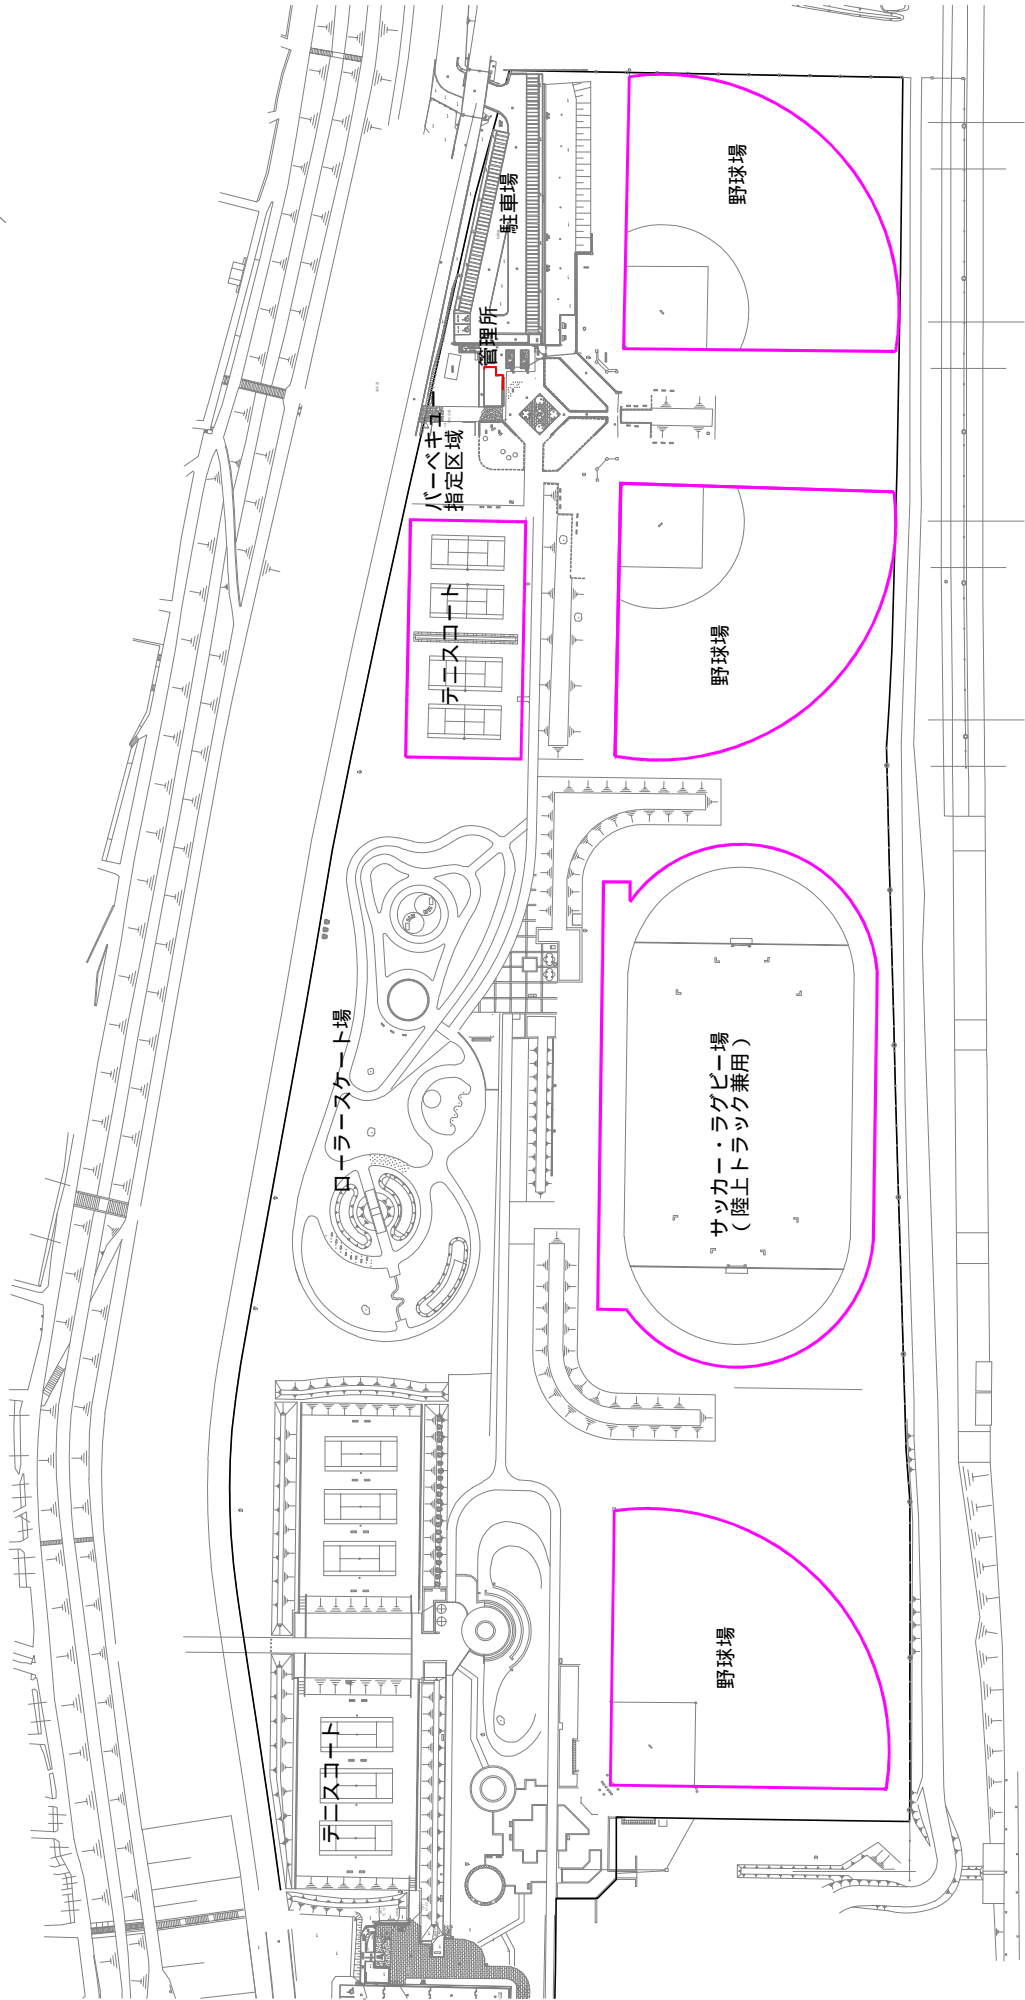 野球場
駐車場
管理所
バーベキュー
指定区域
テニスコート
野球場
ローラースケート場
サッカー・ラグビー場
（陸上トラック兼用）
野球場
テニスコート